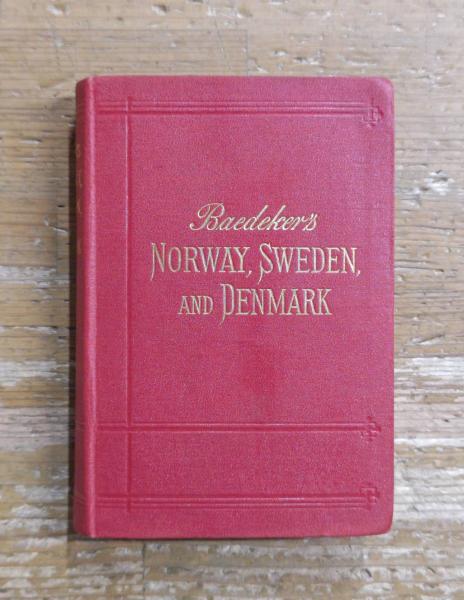 Baedeker's
NORWAY, SWEDEN,
AND DENMARK